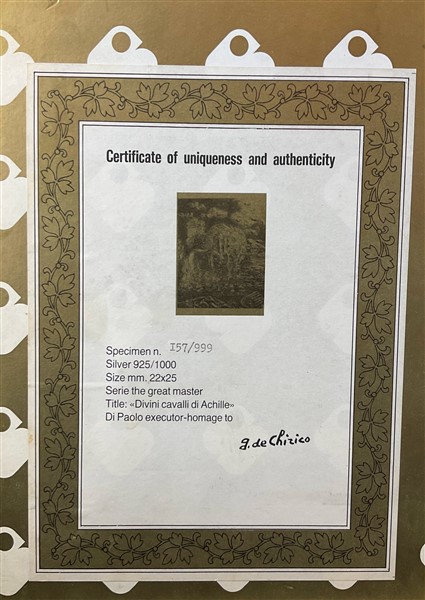 Certificate of uniqueness and authenticity
Specimen n. I57/999
Silver 925/1000
Size mm. 22x25
Serie the great master
Title: «Divini cavalli di Achille»
Di Paolo executor-homage to
g. de Chirico